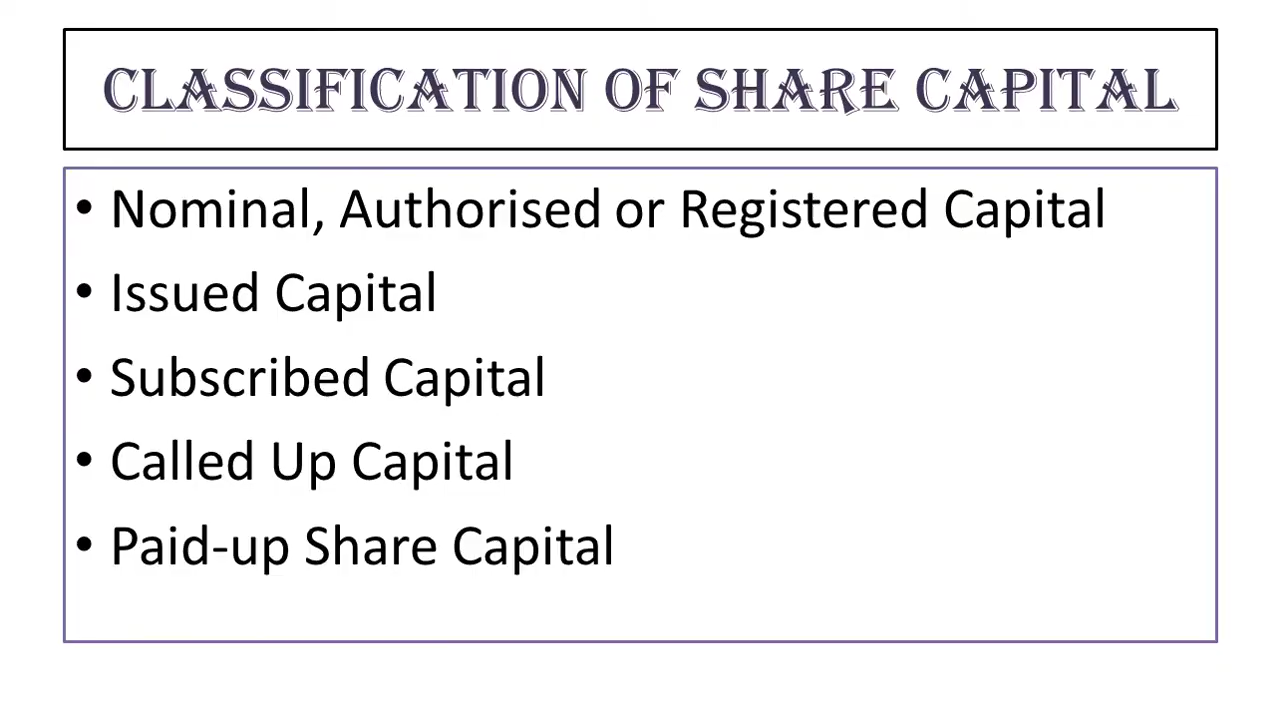 CLASSIFICATION OF SHARE CAPITAL
• Nominal, Authorised or Registered Capital
• Issued Capital
• Subscribed Capital
• Called Up Capital
• Paid-up Share Capital